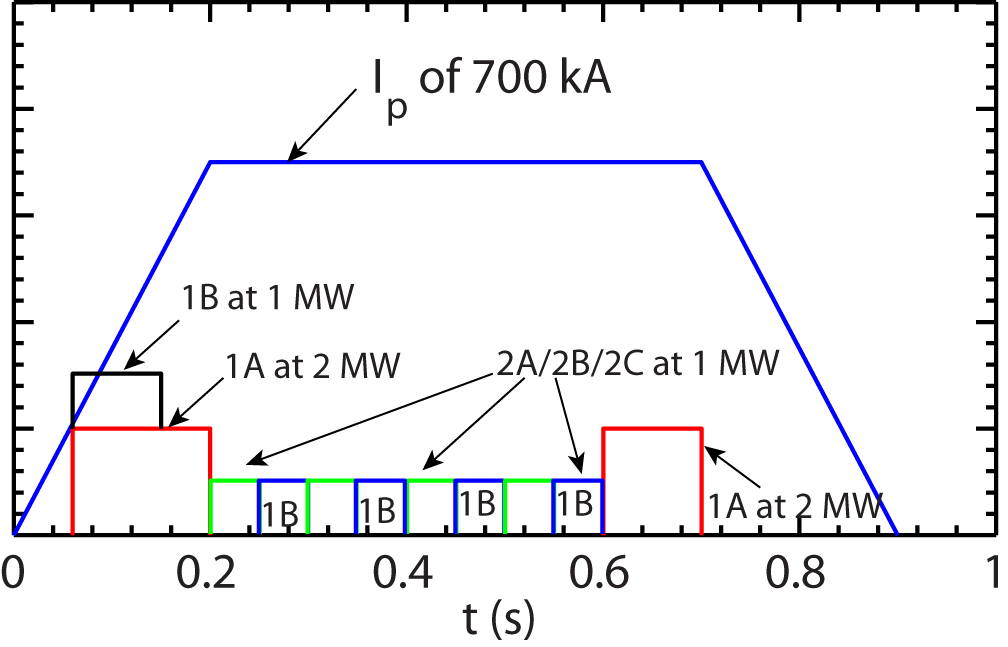 Ip of 700 kA
1B at 1 MW
1A at 2 MW
2A/2B/2C at 1 MW
1B
1B
1B
1B
1A at 2 MW
0
0.2
0.4
0.6
0.8
1
t (s)